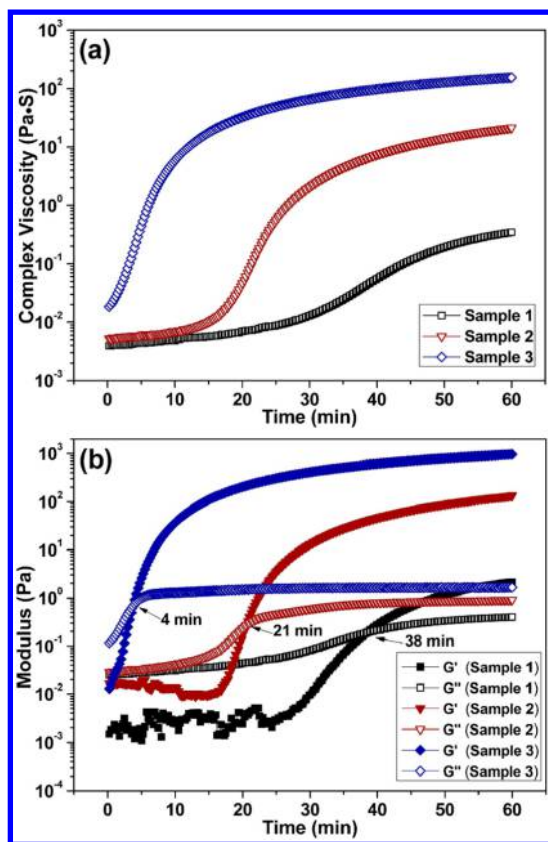 (a)
Complex Viscosity (Pa•S)
10³
10²
10¹
10⁰
10⁻¹
10⁻²
10⁻³
Sample 1
Sample 2
Sample 3
0 10 20 30 40 50 60
Time (min)
(b)
Modulus (Pa)
10³
10²
10¹
10⁰
10⁻¹
10⁻²
10⁻³
10⁻⁴
4 min
21 min
38 min
G' (Sample 1)
G" (Sample 1)
G' (Sample 2)
G" (Sample 2)
G' (Sample 3)
G" (Sample 3)
0 10 20 30 40 50 60
Time (min)